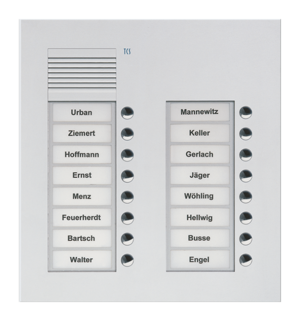 Urban
Ziemert
Hoffmann
Ernst
Menz
Feuerherdt
Bartsch
Walter
Mannewitz
Keller
Gerlach
Jäger
Wöhling
Hellwig
Busse
Engel